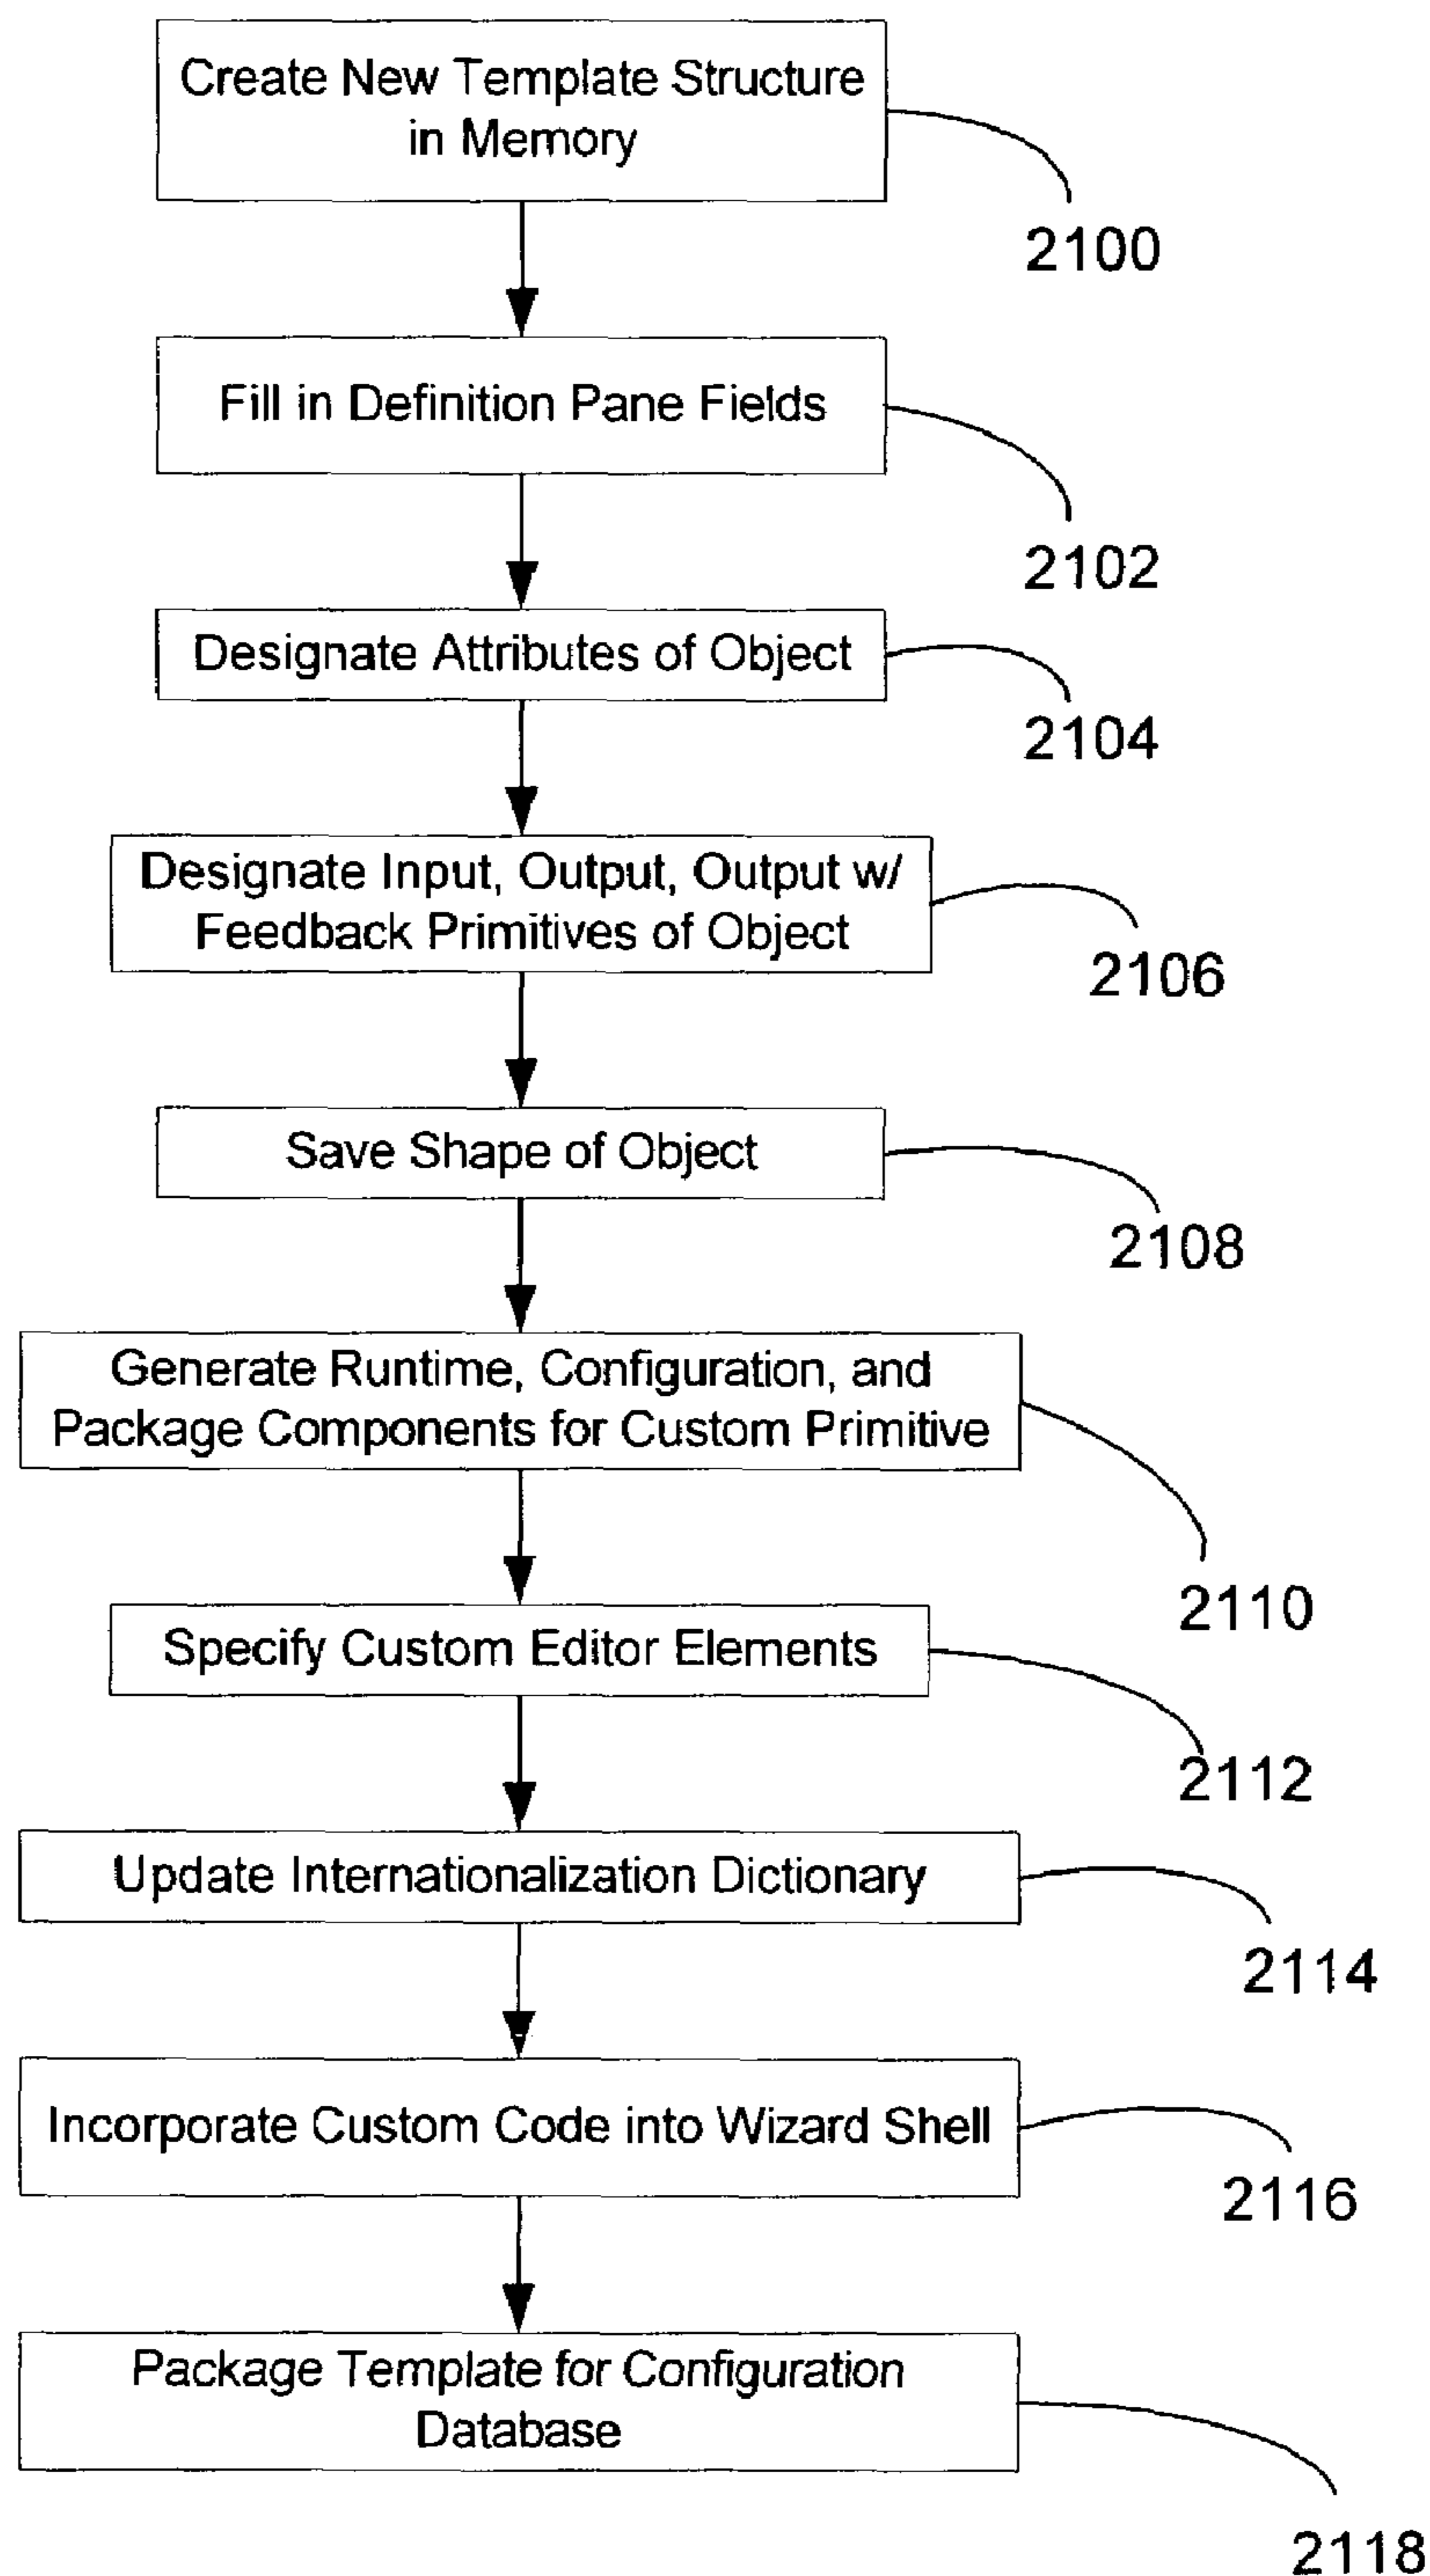 Create New Template Structure
in Memory
2100
Fill in Definition Pane Fields
2102
Designate Attributes of Object
2104
Designate Input, Output, Output w/
Feedback Primitives of Object
2106
Save Shape of Object
2108
Generate Runtime, Configuration, and
Package Components for Custom Primitive
2110
Specify Custom Editor Elements
2112
Update Internationalization Dictionary
2114
Incorporate Custom Code into Wizard Shell
2116
Package Template for Configuration
Database
2118